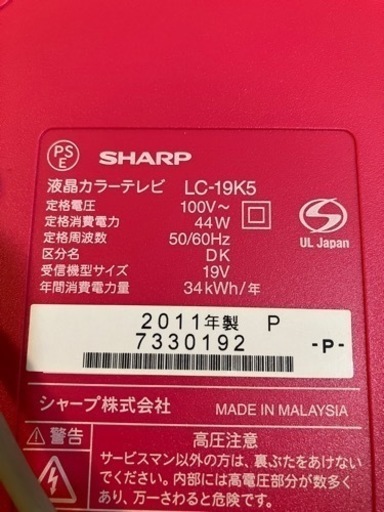 PS
E
SHARP
液晶カラーテレビ LC-19K5
定格電圧 100V～
定格消費電力 44W
定格周波数 50/60Hz
区分名 DK
受信機型サイズ 19V
年間消費電力量 34kWh/年
UL Japan
2011年製 P
7330192
-P-
シャープ株式会社 MADE IN MALAYSIA
警告 高圧注意
サービスマン以外の方は、裏ぶたをあけないで
ください。内部には高電圧部分が数多く
あり、万一さわると危険です。